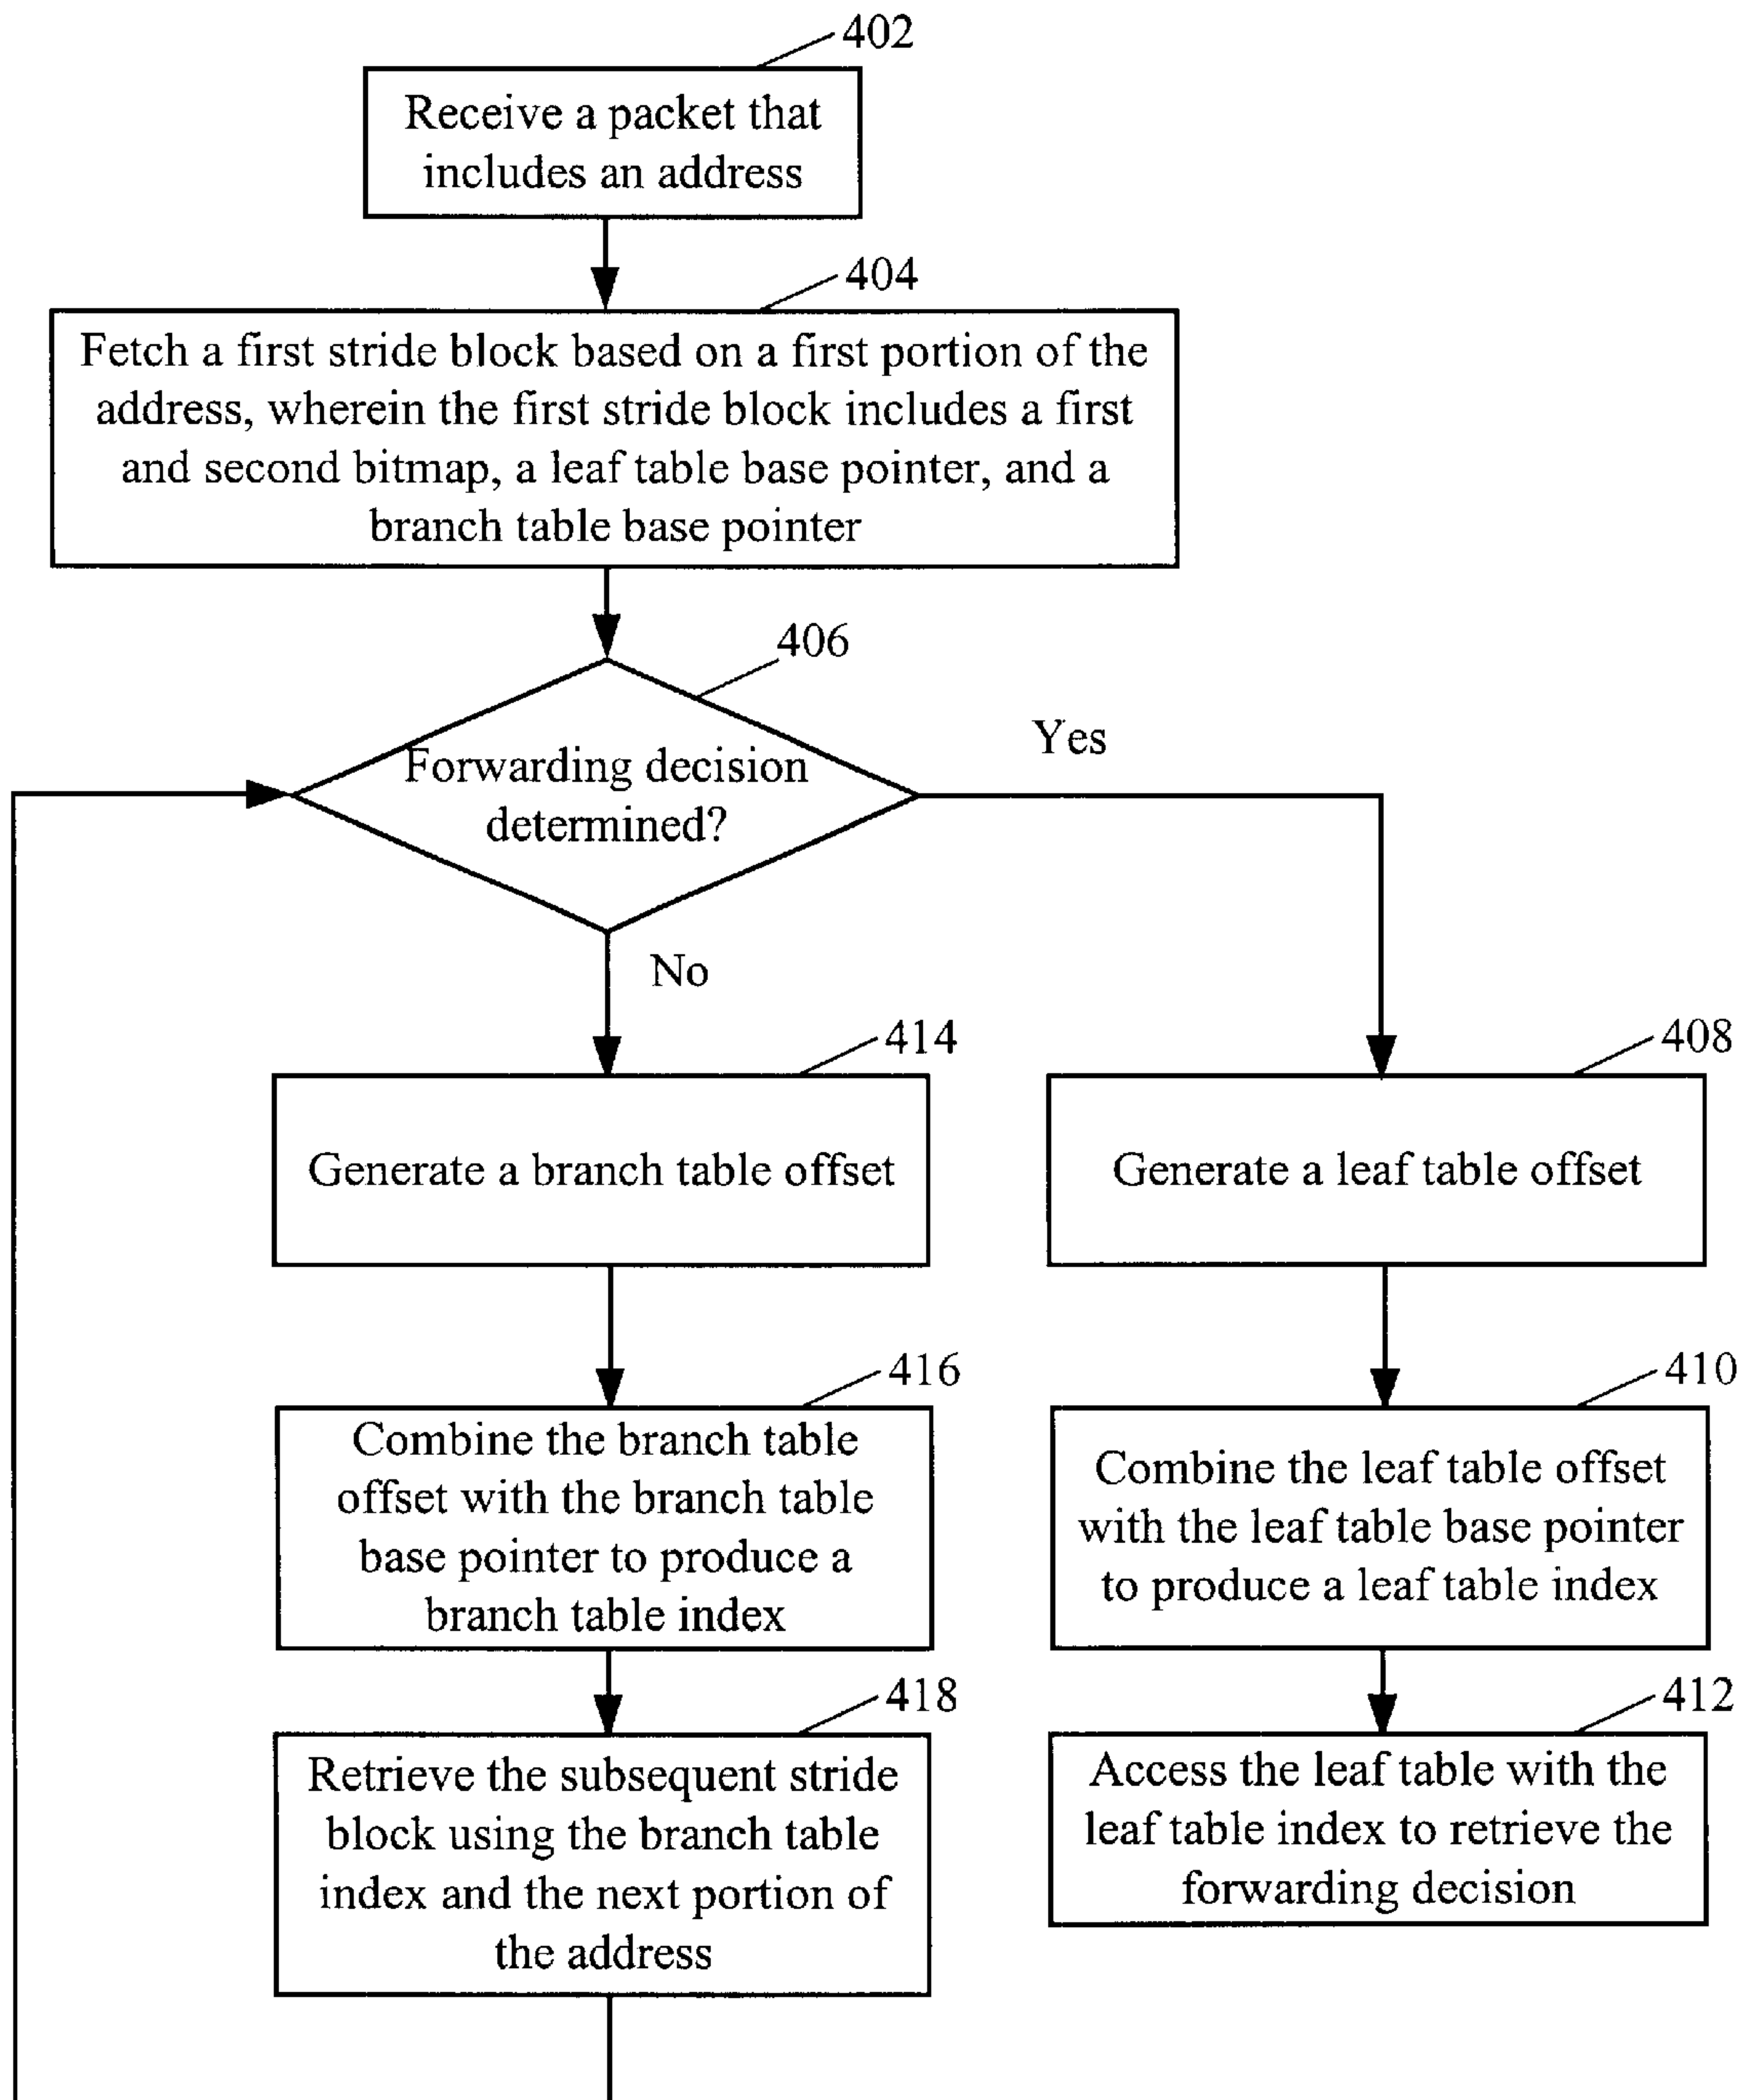 402
Receive a packet that
includes an address
404
Fetch a first stride block based on a first portion of the
address, wherein the first stride block includes a first
and second bitmap, a leaf table base pointer, and a
branch table base pointer
406
Forwarding decision
determined?
Yes
No
414
Generate a branch table offset
408
Generate a leaf table offset
416
Combine the branch table
offset with the branch table
base pointer to produce a
branch table index
410
Combine the leaf table offset
with the leaf table base pointer
to produce a leaf table index
418
Retrieve the subsequent stride
block using the branch table
index and the next portion of
the address
412
Access the leaf table with the
leaf table index to retrieve the
forwarding decision